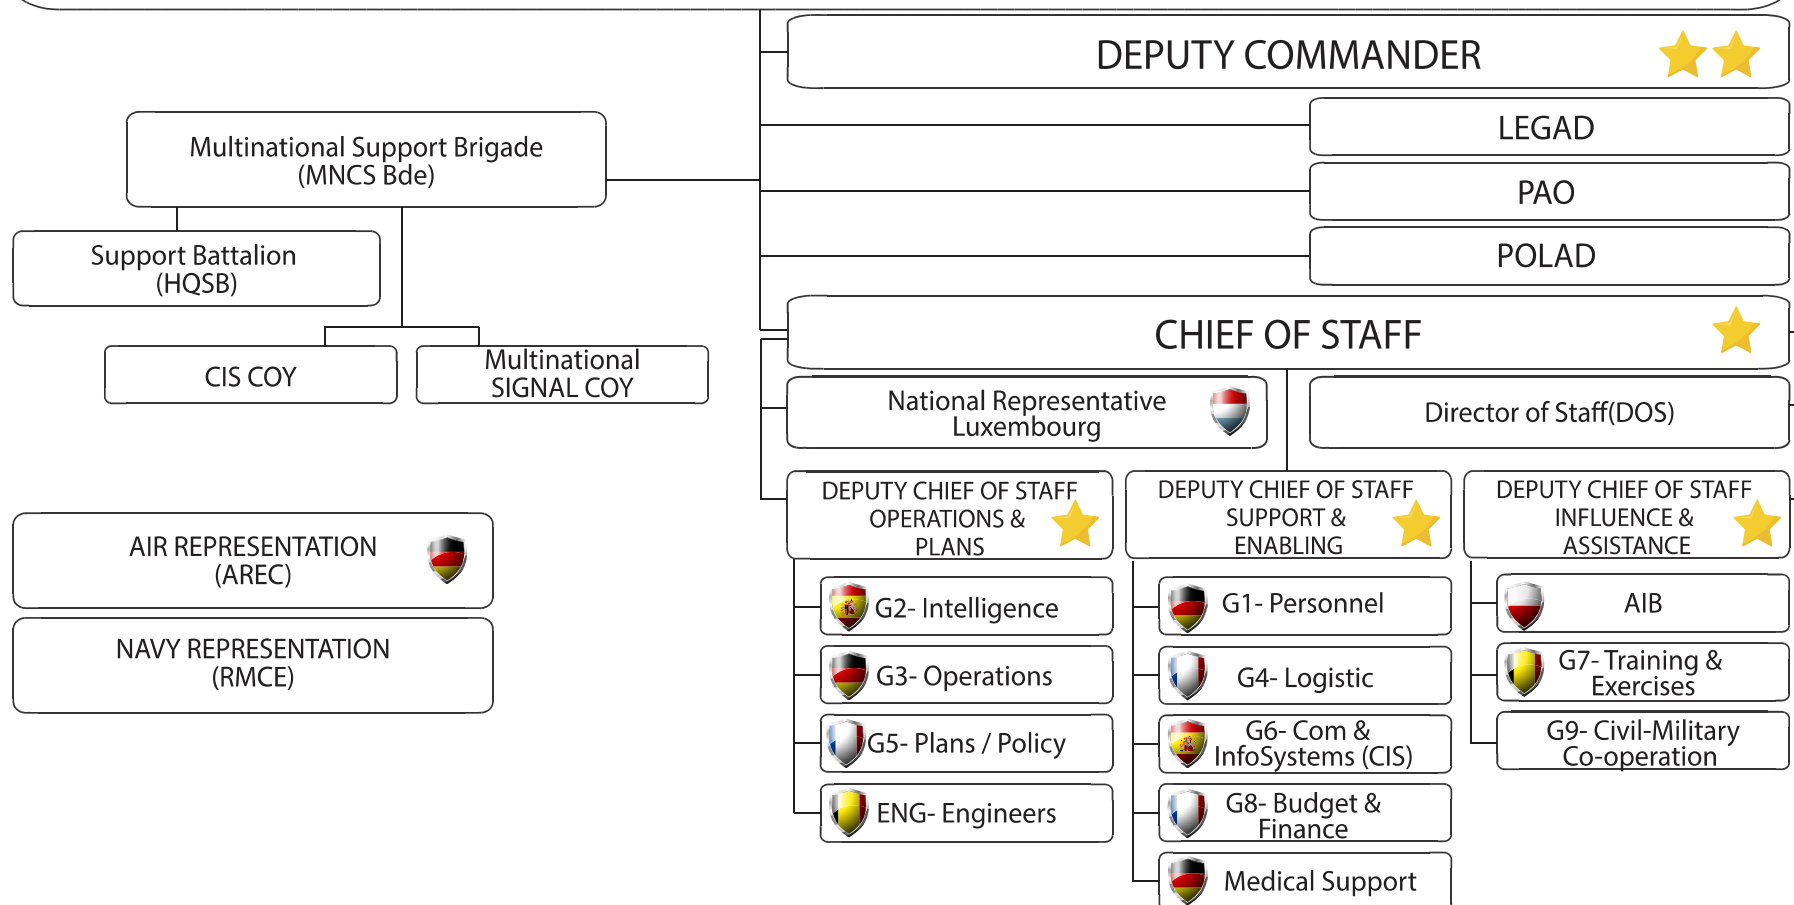 DEPUTY COMMANDER
LEGAD
PAO
POLAD
Multinational Support Brigade
(MNCS Bde)
Support Battalion
(HQSB)
CIS COY
Multinational
SIGNAL COY
CHIEF OF STAFF
National Representative
Luxembourg
Director of Staff(DOS)
AIR REPRESENTATION
(AREC)
NAVY REPRESENTATION
(RMCE)
DEPUTY CHIEF OF STAFF
OPERATIONS &
PLANS
G2- Intelligence
G3- Operations
G5- Plans / Policy
ENG- Engineers
DEPUTY CHIEF OF STAFF
SUPPORT &
ENABLING
G1- Personnel
G4- Logistic
G6- Com &
InfoSystems (CIS)
G8- Budget &
Finance
Medical Support
DEPUTY CHIEF OF STAFF
INFLUENCE &
ASSISTANCE
AIB
G7- Training &
Exercises
G9- Civil-Military
Co-operation